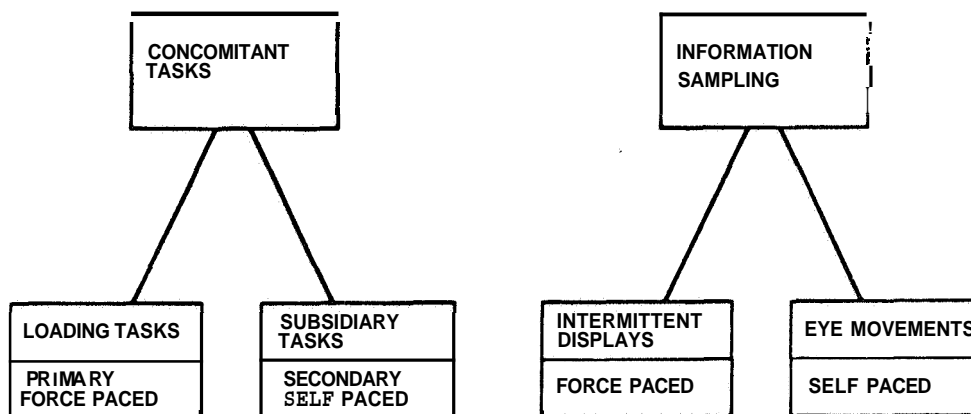 CONCOMITANT
TASKS
INFORMATION
SAMPLING
LOADING TASKS
PRIMARY
FORCE PACED
SUBSIDIARY
TASKS
SECONDARY
SELF PACED
INTERMITTENT
DISPLAYS
FORCE PACED
EYE MOVEMENTS
SELF PACED